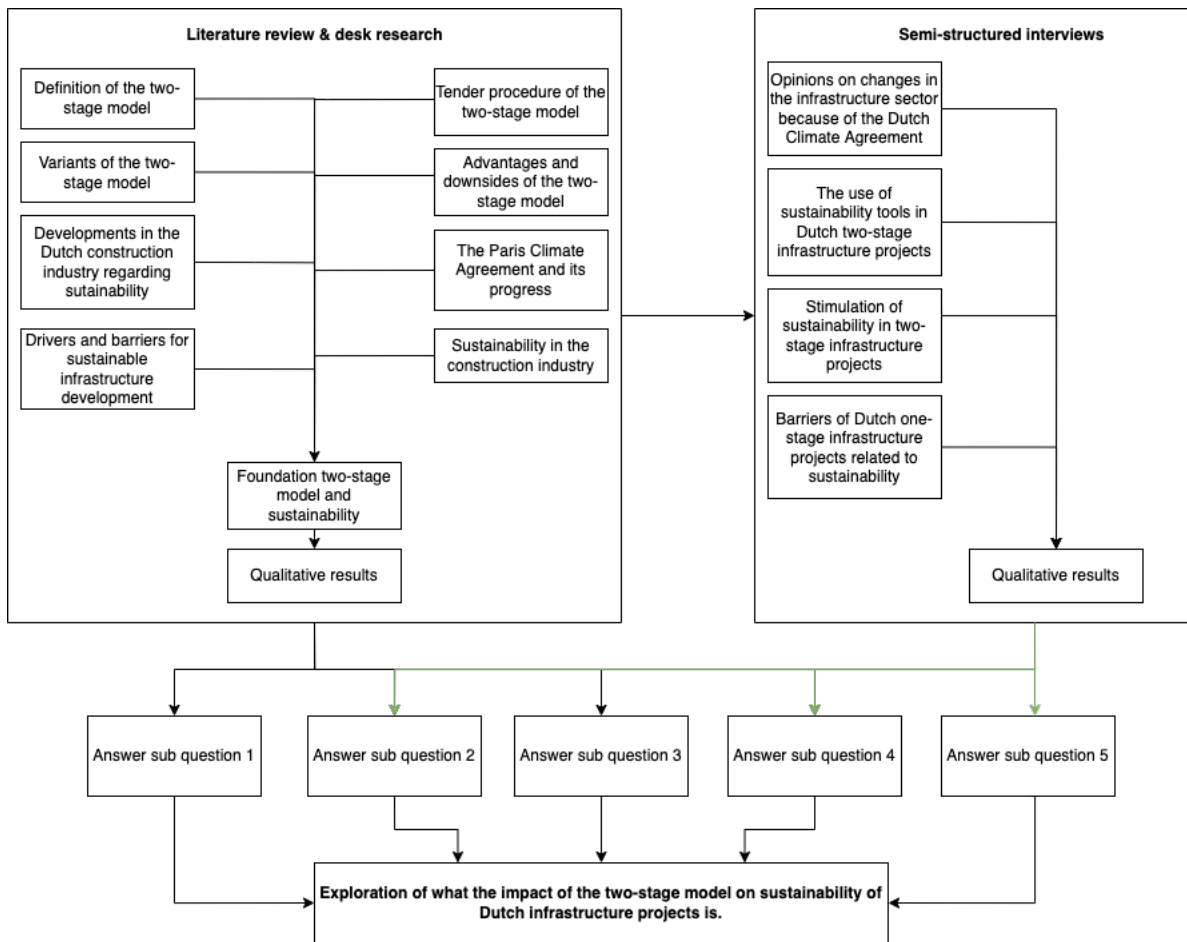 Literature review & desk research
Definition of the two-
stage model
Tender procedure of the
two-stage model
Variants of the two-
stage model
Advantages and
downsides of the two-
stage model
Developments in the
Dutch construction
industry regarding
sutainability
The Paris Climate
Agreement and its
progress
Drivers and barriers for
sustainable
infrastructure
development
Sustainability in the
construction industry
Foundation two-stage
model and
sustainability
Qualitative results
Semi-structured interviews
Opinions on changes in
the infrastructure sector
because of the Dutch
Climate Agreement
The use of
sustainability tools in
Dutch two-stage
infrastructure projects
Stimulation of
sustainability in two-
stage infrastructure
projects
Barriers of Dutch one-
stage infrastructure
projects related to
sustainability
Qualitative results
Answer sub question 1
Answer sub question 2
Answer sub question 3
Answer sub question 4
Answer sub question 5
Exploration of what the impact of the two-stage model on sustainability of
Dutch infrastructure projects is.